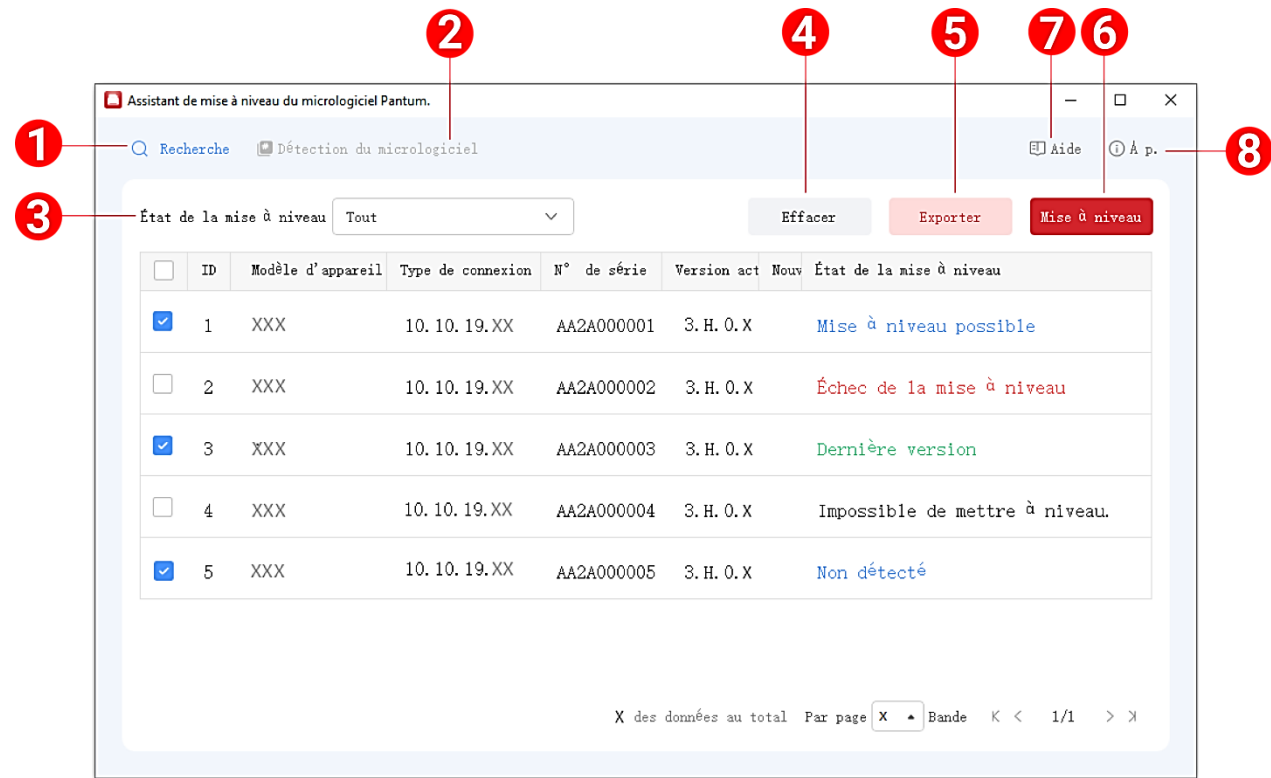 2 4 5 7 6
Assistant de mise à niveau du micrologiciel Pantum.
1 Recherche Détection du micrologiciel Aide À p. 8
3 État de la mise à niveau Tout Effacer Exporter Mise à niveau
ID Modèle d'appareil Type de connexion N° de série Version act Nouv État de la mise à niveau
1 XXX 10.10.19.XX AA2A000001 3.H.0.X Mise à niveau possible
2 XXX 10.10.19.XX AA2A000002 3.H.0.X Échec de la mise à niveau
3 XXX 10.10.19.XX AA2A000003 3.H.0.X Dernière version
4 XXX 10.10.19.XX AA2A000004 3.H.0.X Impossible de mettre à niveau.
5 XXX 10.10.19.XX AA2A000005 3.H.0.X Non détecté
X des données au total Par page X Bande 1/1